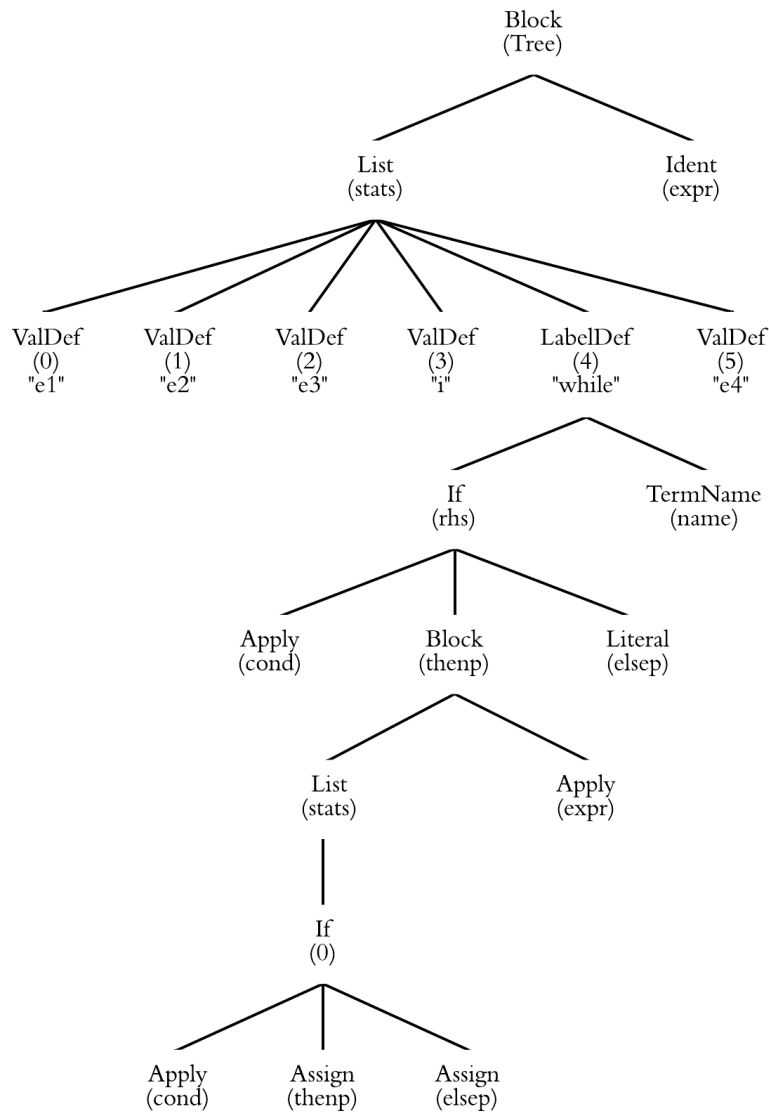 Block
(Tree)
List
(stats)
Ident
(expr)
ValDef
(0)
"e1"
ValDef
(1)
"e2"
ValDef
(2)
"e3"
ValDef
(3)
"i"
LabelDef
(4)
"while"
ValDef
(5)
"e4"
If
(rhs)
TermName
(name)
Apply
(cond)
Block
(thenp)
Literal
(elsep)
List
(stats)
Apply
(expr)
If
(0)
Apply
(cond)
Assign
(thenp)
Assign
(elsep)